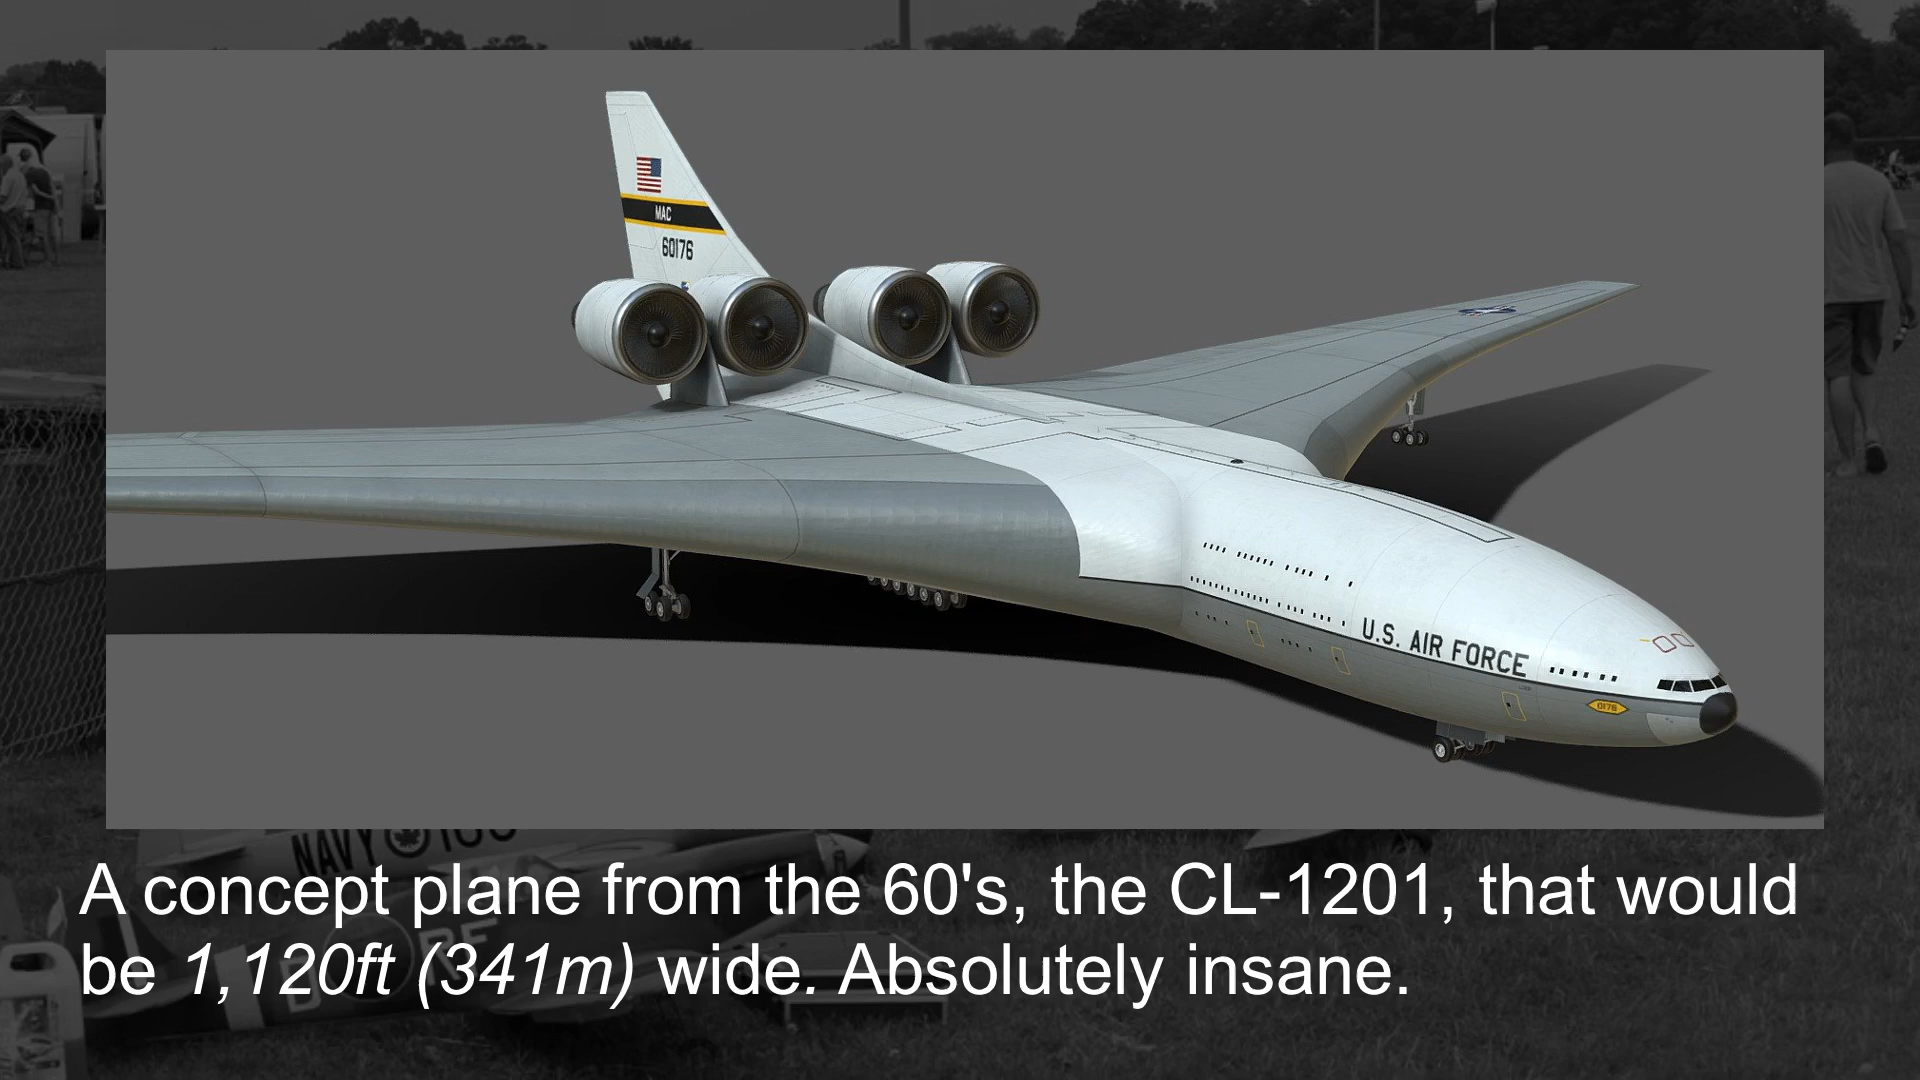 MAC
60176
U.S. AIR FORCE
0176
NAVY
A concept plane from the 60's, the CL-1201, that would
be 1,120ft (341m) wide. Absolutely insane.